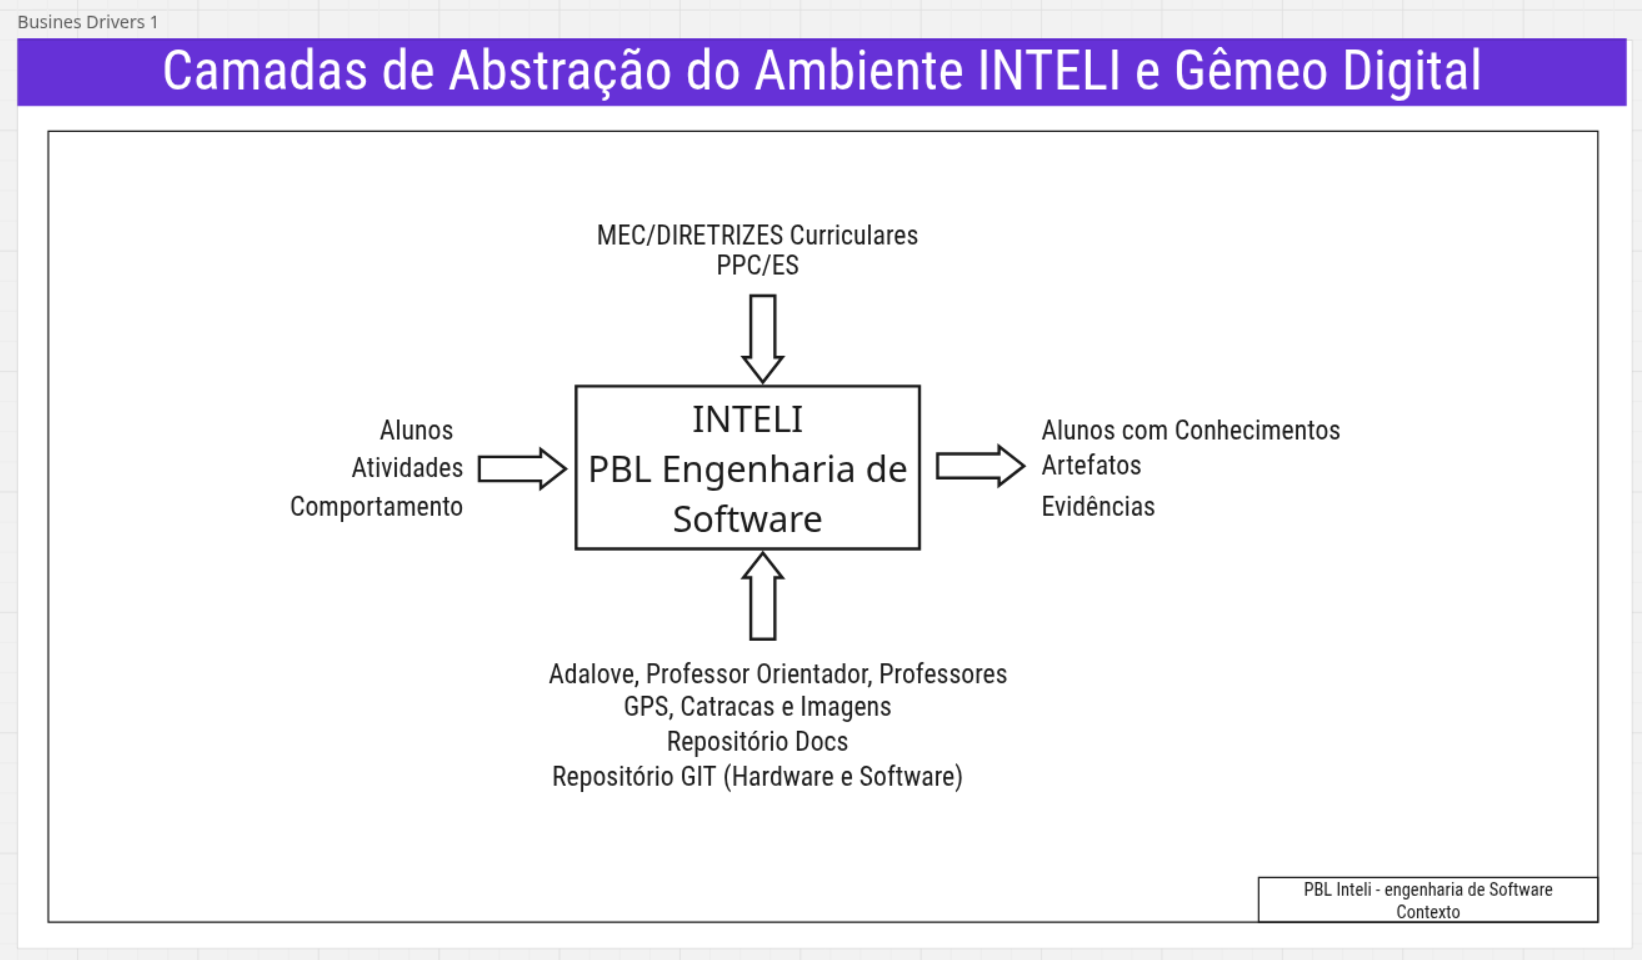 Busines Drivers 1
Camadas de Abstração do Ambiente INTELI e Gêmeo Digital
MEC/DIRETRIZES Curriculares
PPC/ES
Alunos
Atividades
Comportamento
INTELI
PBL Engenharia de
Software
Alunos com Conhecimentos
Artefatos
Evidências
Adalove, Professor Orientador, Professores
GPS, Catracas e Imagens
Repositório Docs
Repositório GIT (Hardware e Software)
PBL Inteli - engenharia de Software
Contexto